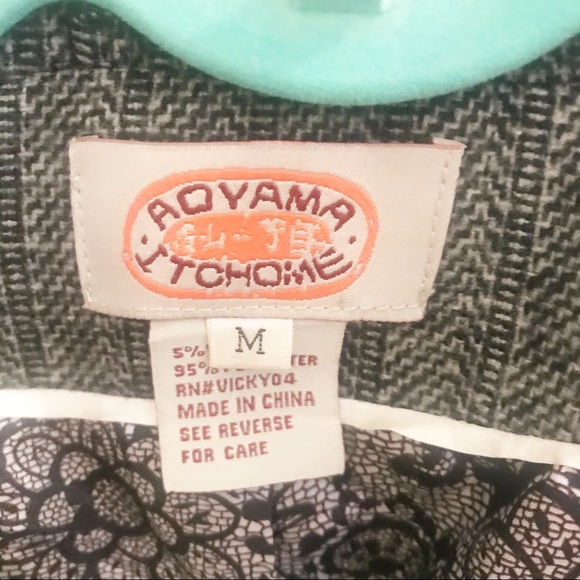 AOYAMA
ITCHOME
M
5%
95%
RN#VICKY04
MADE IN CHINA
SEE REVERSE
FOR CARE